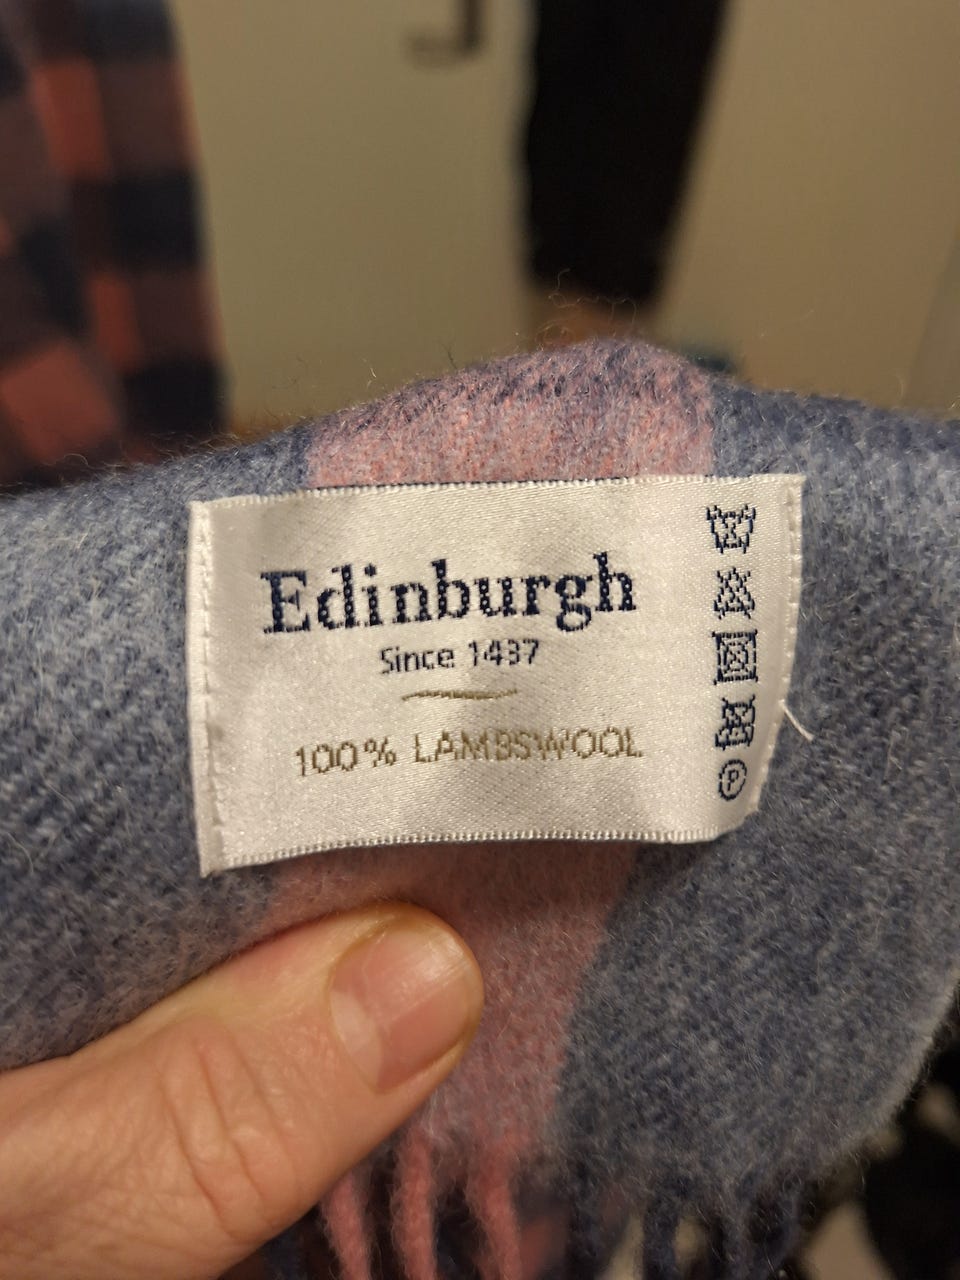 Edinburgh
Since 1437
100% LAMBSWOOL
P